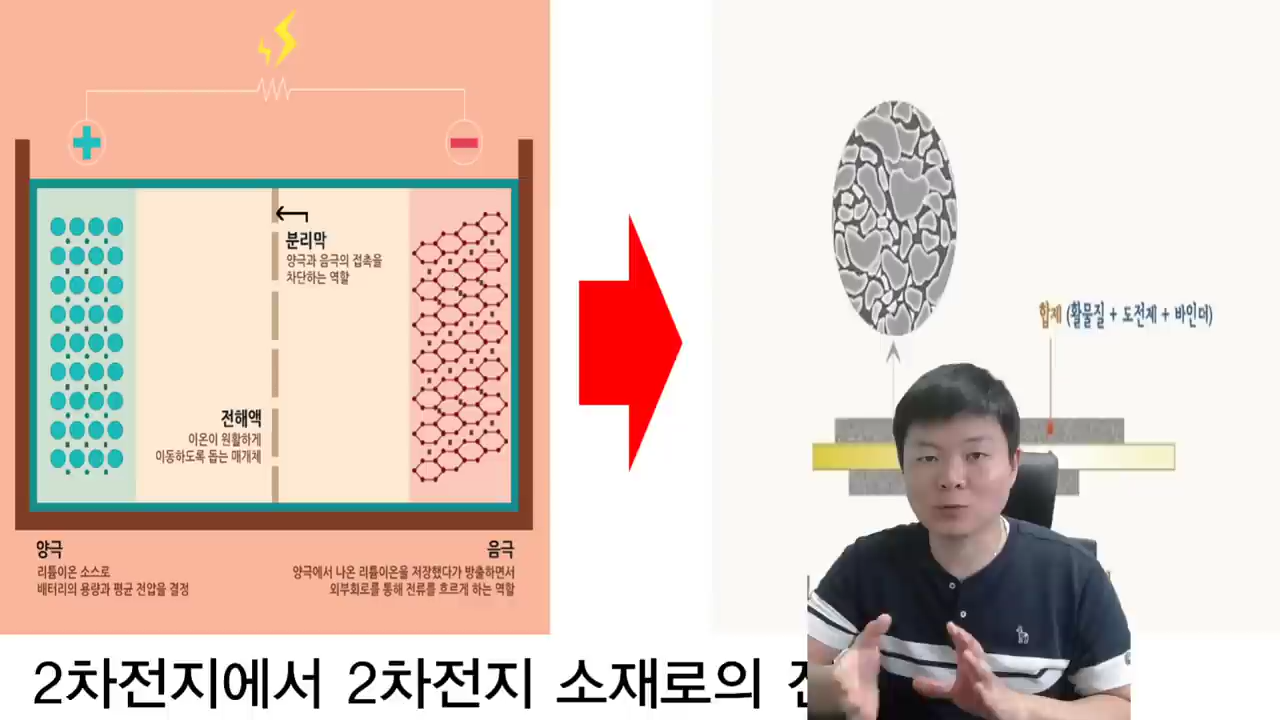 분리막
양극과 음극의 접촉을
차단하는 역할
전해액
이온이 원활하게
이동하도록 돕는 매개체
양극
리튬이온 소스로
배터리의 용량과 평균 전압을 결정
음극
양극에서 나온 리튬이온을 저장했다가 방출하면서
외부회로를 통해 전류를 흐르게 하는 역할
합제 (활물질 + 도전제 + 바인더)
2차전지에서 2차전지 소재로의